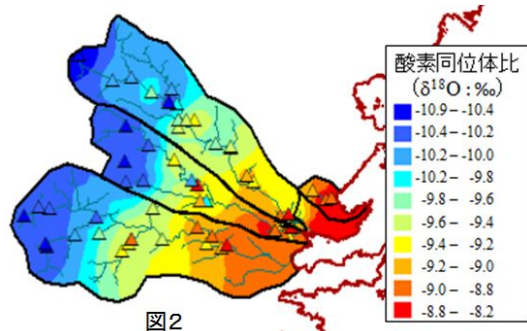 酸素同位体比
(δ¹⁸O : ‰)
-10.9 – -10.4
-10.4 – -10.2
-10.2 – -10.0
-10.2 – -9.8
-9.8 – -9.6
-9.6 – -9.4
-9.4 – -9.2
-9.2 – -9.0
-9.0 – -8.8
-8.8 – -8.2
図2